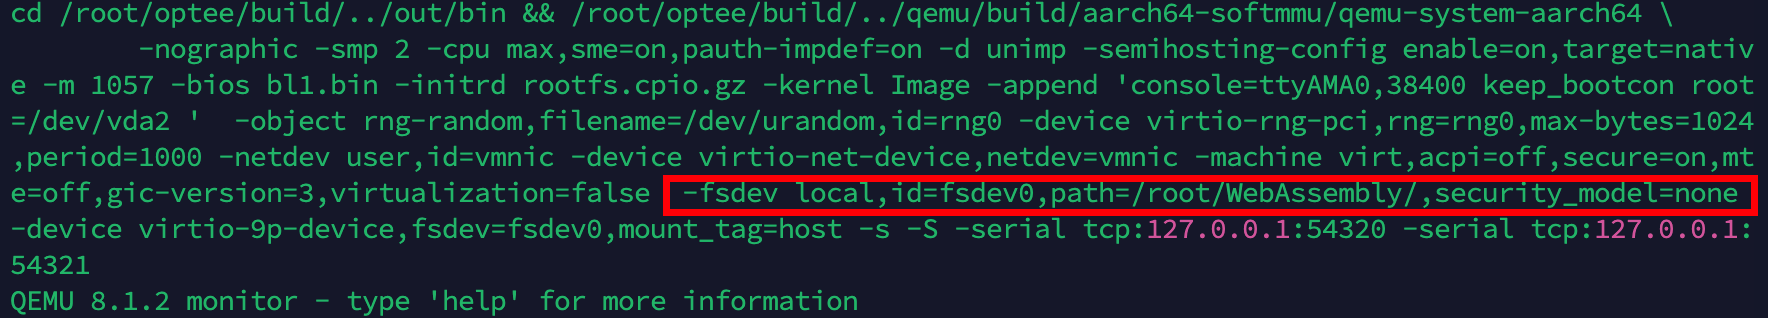 cd /root/optee/build/../out/bin && /root/optee/build/../qemu/build/aarch64-softmmu/qemu-system-aarch64 \
        -nographic -smp 2 -cpu max,sme=on,pauth-impdef=on -d unimp -semihosting-config enable=on,target=nativ
e -m 1057 -bios bl1.bin -initrd rootfs.cpio.gz -kernel Image -append 'console=ttyAMA0,38400 keep_bootcon root
=/dev/vda2 '  -object rng-random,filename=/dev/urandom,id=rng0 -device virtio-rng-pci,rng=rng0,max-bytes=1024
,period=1000 -netdev user,id=vmnic -device virtio-net-device,netdev=vmnic -machine virt,acpi=off,secure=on,mt
e=off,gic-version=3,virtualization=false  -fsdev local,id=fsdev0,path=/root/WebAssembly/,security_model=none
-device virtio-9p-device,fsdev=fsdev0,mount_tag=host -s -S -serial tcp:127.0.0.1:54320 -serial tcp:127.0.0.1:
54321
QEMU 8.1.2 monitor - type 'help' for more information